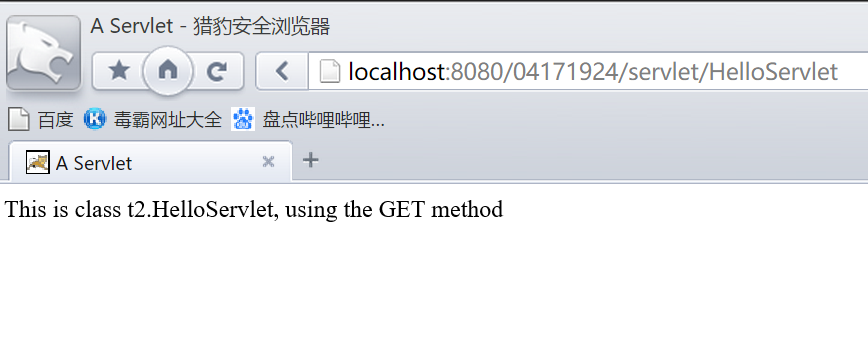 A Servlet - 猎豹安全浏览器
localhost:8080/04171924/servlet/HelloServlet
百度 毒霸网址大全 盘点哔哩哔哩...
A Servlet
This is class t2.HelloServlet, using the GET method